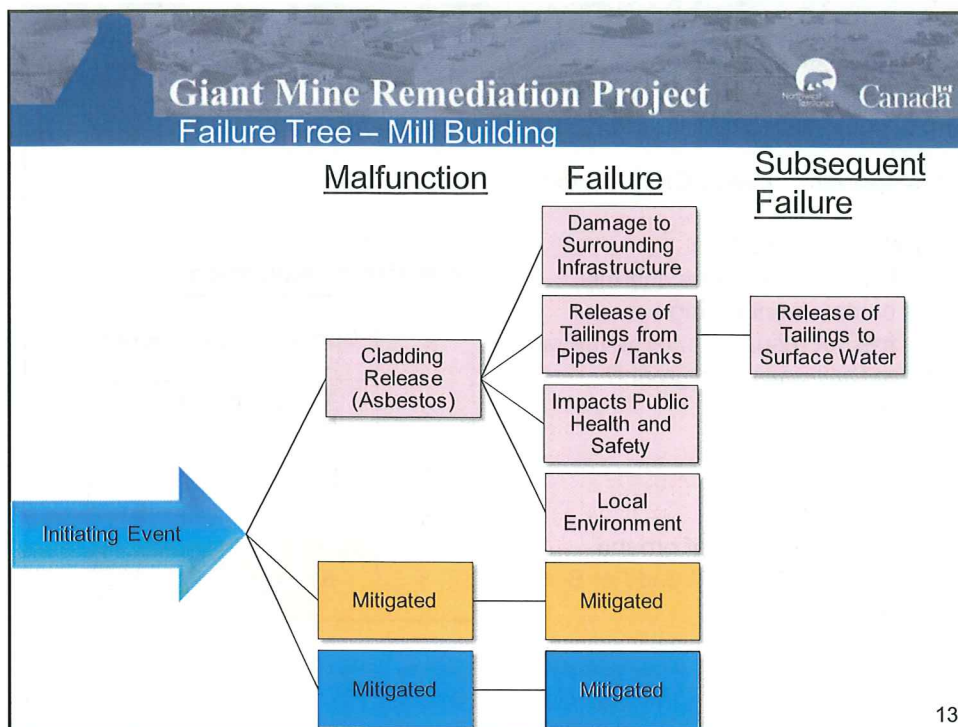 Giant Mine Remediation Project
Northwest
Territories
Canada
Failure Tree – Mill Building
Malfunction
Failure
Subsequent
Failure
Damage to
Surrounding
Infrastructure
Cladding
Release
(Asbestos)
Release of
Tailings from
Pipes / Tanks
Release of
Tailings to
Surface Water
Impacts Public
Health and
Safety
Local
Environment
Initiating Event
Mitigated
Mitigated
Mitigated
Mitigated
13